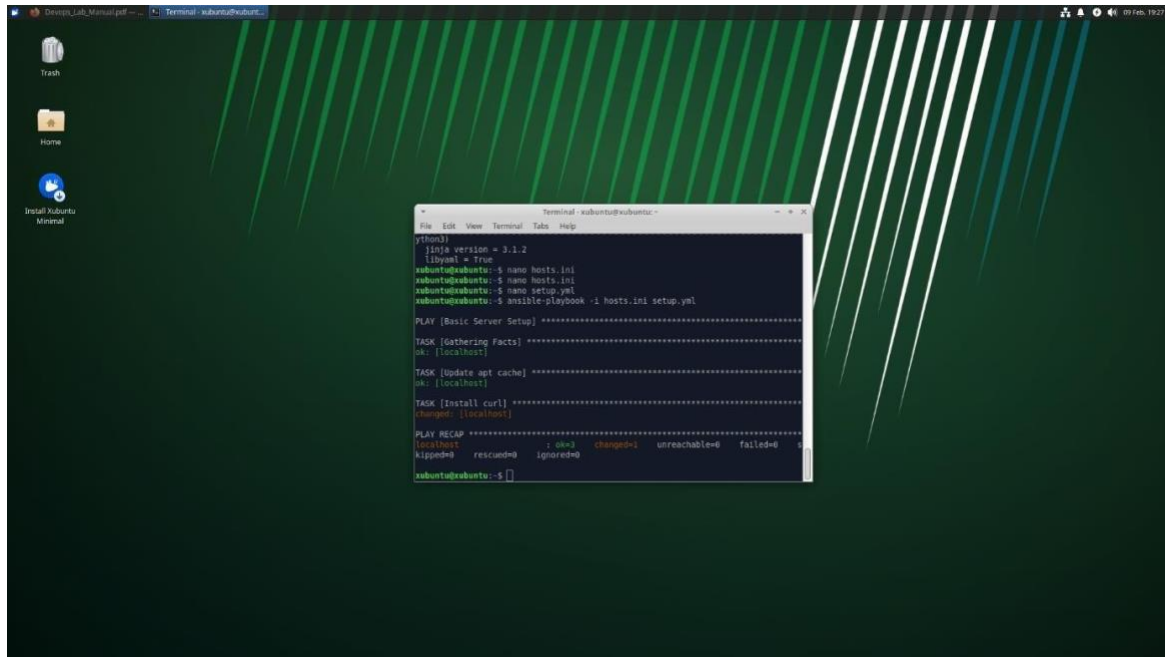 Devops_Lab_Manual.pdf — ...
Terminal - xubuntu@xubunt...
09 Feb, 19:27
Trash
Home
Install Xubuntu
Minimal
Terminal - xubuntu@xubuntu: ~
File Edit View Terminal Tabs Help
ython3)
jinja version = 3.1.2
libyaml = True
xubuntu@xubuntu:~$ nano hosts.ini
xubuntu@xubuntu:~$ nano hosts.ini
xubuntu@xubuntu:~$ nano setup.yml
xubuntu@xubuntu:~$ ansible-playbook -i hosts.ini setup.yml
PLAY [Basic Server Setup] ******************************************************
TASK [Gathering Facts] *********************************************************
ok: [localhost]
TASK [Update apt cache] ********************************************************
ok: [localhost]
TASK [Install curl] ************************************************************
changed: [localhost]
PLAY RECAP *********************************************************************
localhost : ok=3 changed=1 unreachable=0 failed=0 s
kipped=0 rescued=0 ignored=0
xubuntu@xubuntu:~$